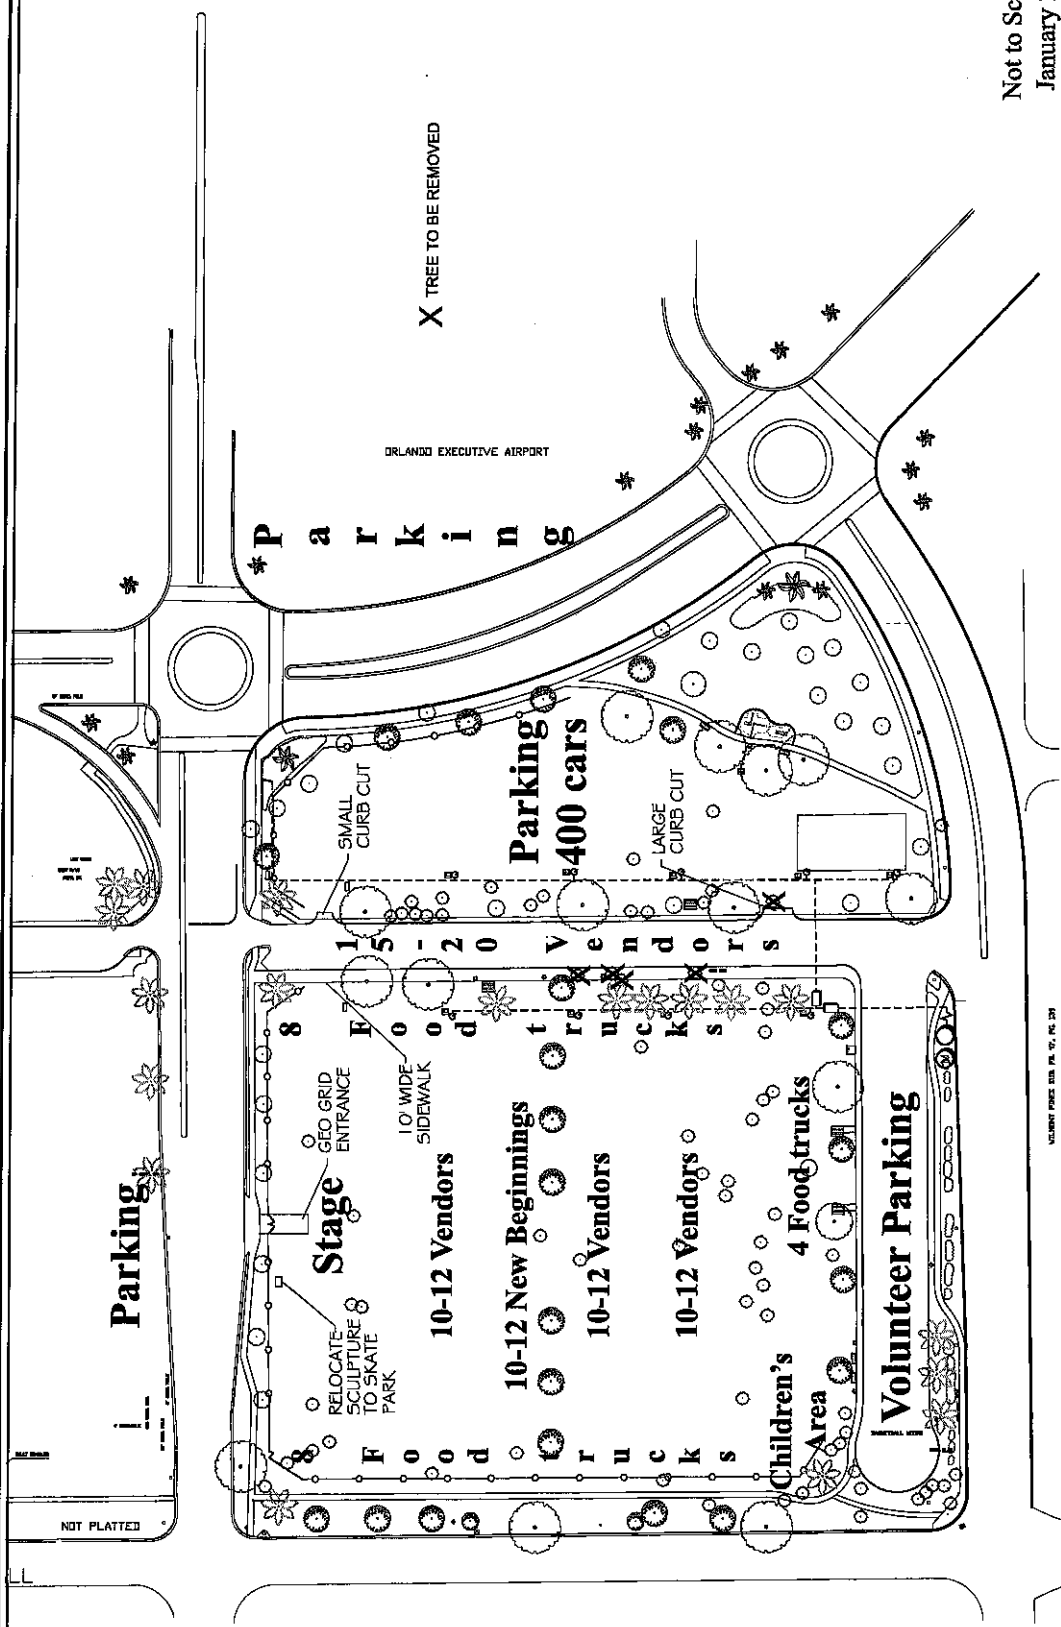 Not to Sc
January
X TREE TO BE REMOVED
ORLANDO EXECUTIVE AIRPORT
Parking
Parking
400 cars
SMALL
CURB CUT
LARGE
CURB CUT
15-20 Vendors
8 Food trucks
10' WIDE
SIDEWALK
GEO GRID
ENTRANCE
Parking
Stage
RELOCATE
SCULPTURE
TO SKATE
PARK
10-12 Vendors
10-12 New Beginnings
10-12 Vendors
10-12 Vendors
4 Food trucks
8 Food trucks
Children's
Area
Volunteer Parking
NOT PLATTED
LL